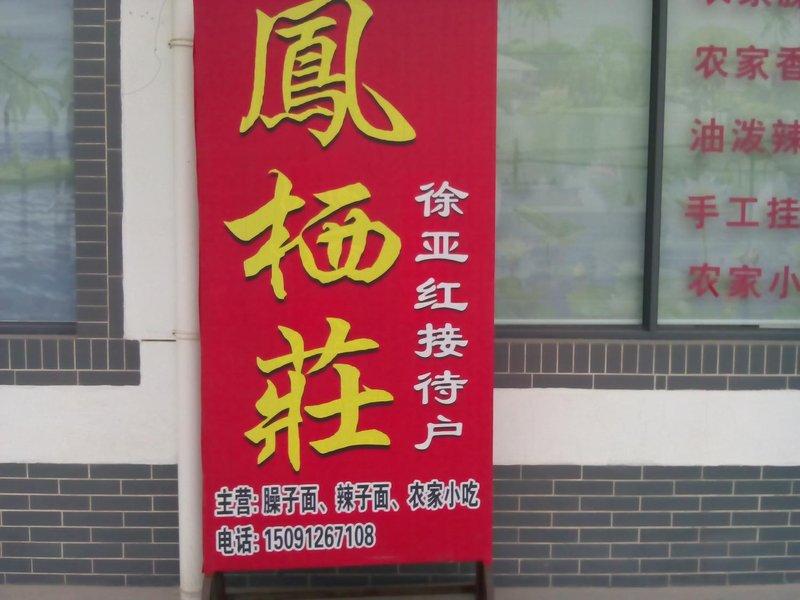 鳳栖莊
徐亚红接待户
主营:臊子面、辣子面、农家小吃
电话:15091267108
农家香
油泼辣
手工挂
农家小